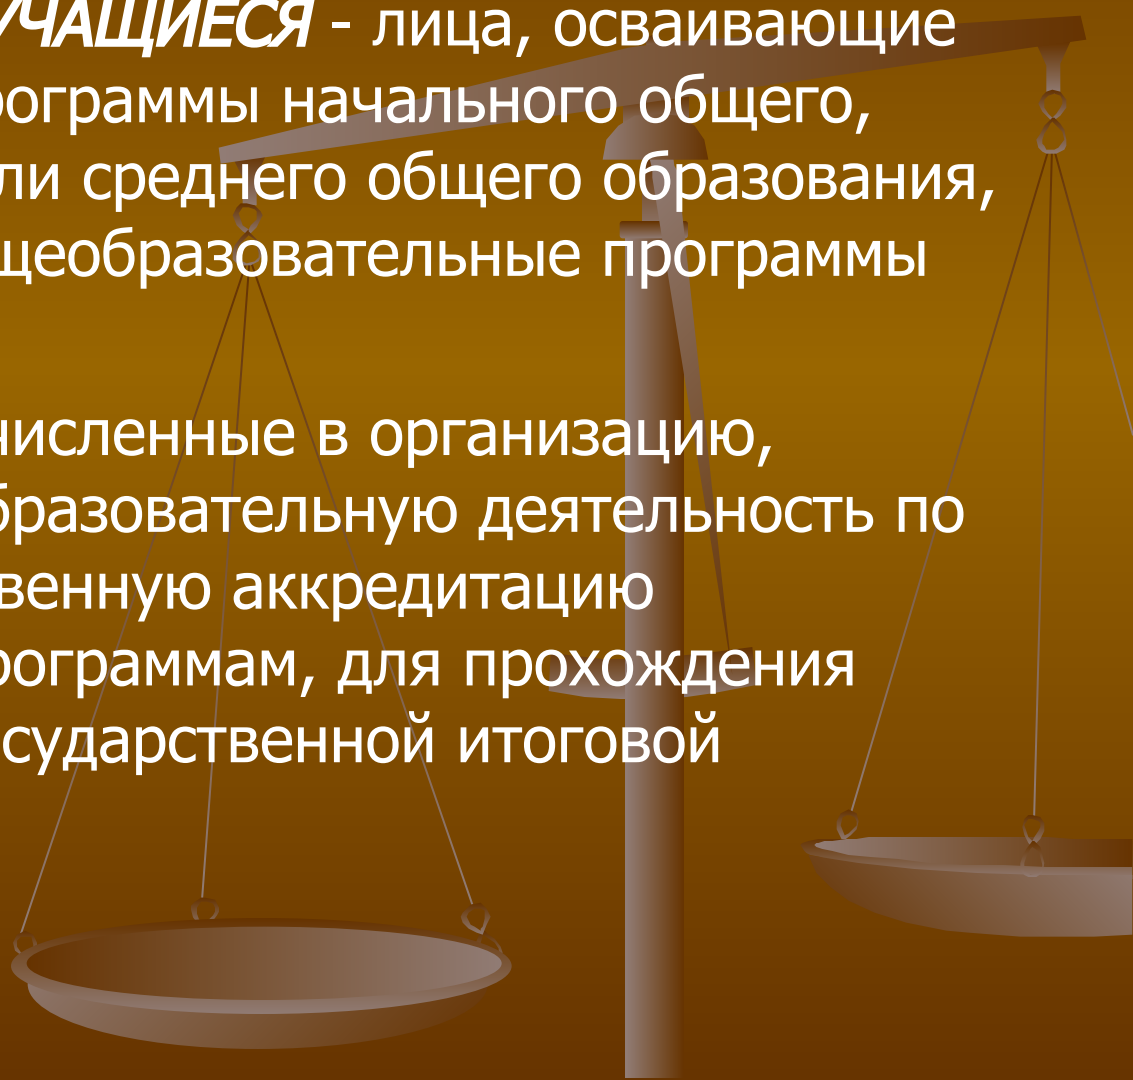 УЧАЩИЕСЯ - лица, осваивающие
рограммы начального общего,
ли среднего общего образования,
щеобразовательные программы
численные в организацию,
бразовательную деятельность по
венную аккредитацию
рограммам, для прохождения
сударственной итоговой